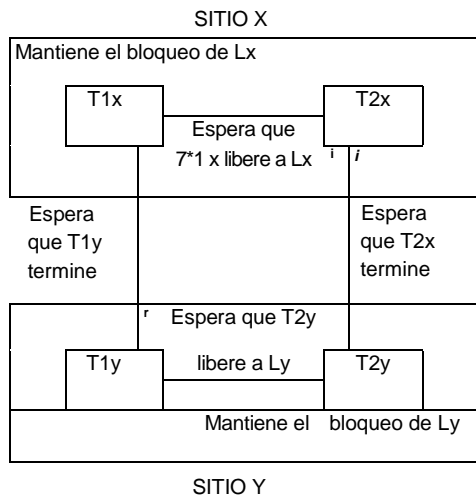 SITIO X
Mantiene el bloqueo de Lx
T1x
T2x
Espera que
7*1 x libere a Lx
i i
Espera
que T1y
termine
Espera
que T2x
termine
r Espera que T2y
T1y
libere a Ly
T2y
Mantiene el bloqueo de Ly
SITIO Y